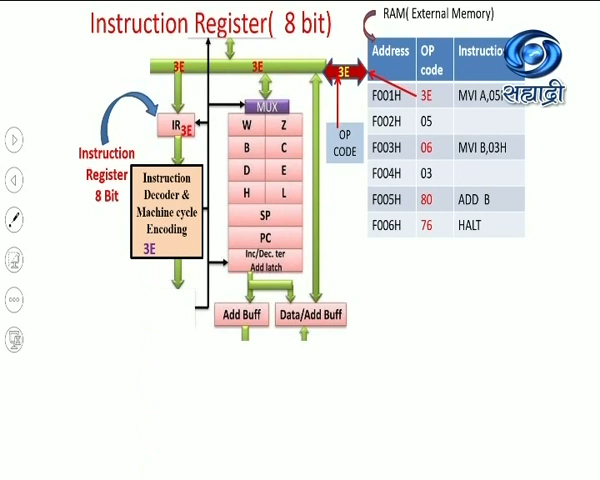 Instruction Register( 8 bit)
RAM( External Memory)
Address OP code Instructio
F001H 3E MVI A,05H
F002H 05
F003H 06 MVI B,03H
F004H 03
F005H 80 ADD B
F006H 76 HALT
सह्याद्री
3E 3E 3E
MUX
IR 3E
OP
CODE
Instruction
Register
8 Bit
Instruction
Decoder &
Machine cycle
Encoding
3E
W Z
B C
D E
H L
SP
PC
Inc/Dec. ter
Add latch
Add Buff
Data/Add Buff